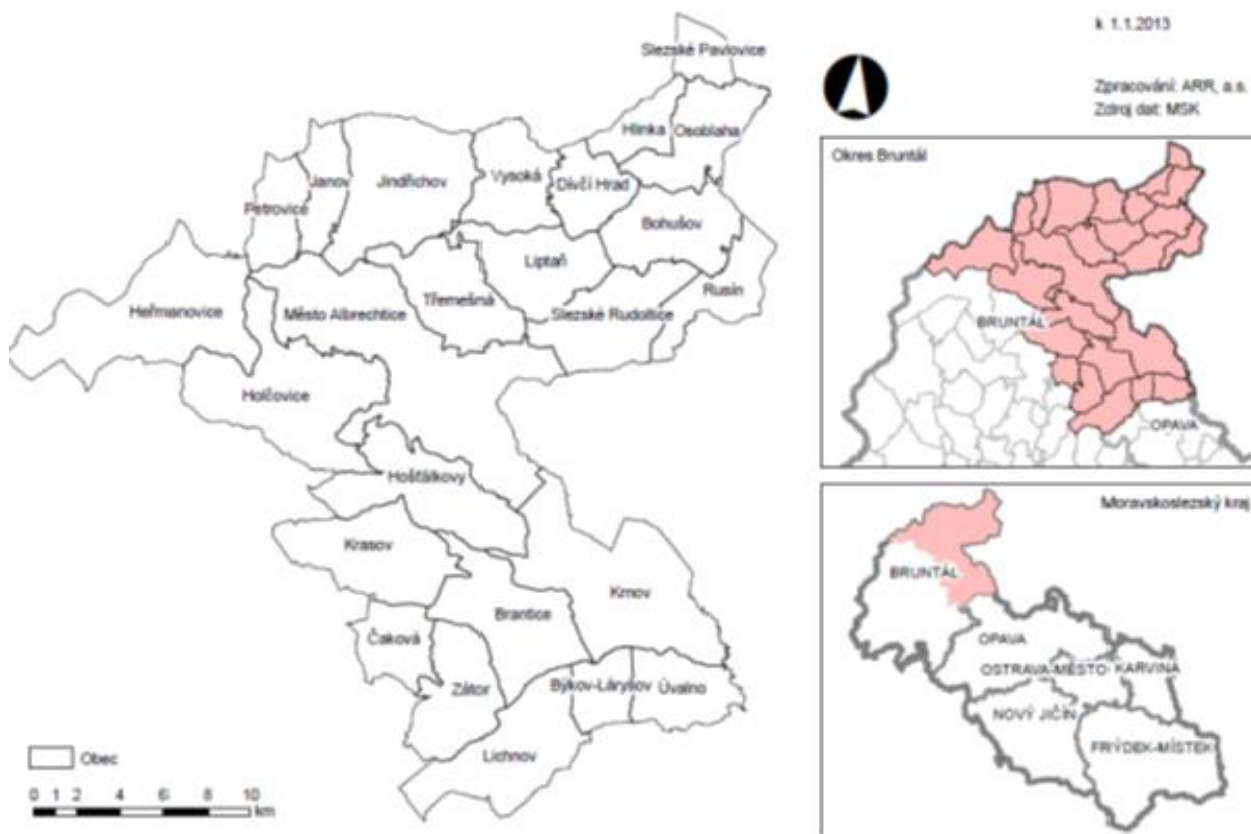 k 1.1.2013
Zpracování: ARR, a.s.
Zdroj dat: MSK
Slezské Pavlovice
Hlinka
Osoblaha
Janov
Jindřichov
Vysoká
Dívčí Hrad
Petrovice
Bohušov
Liptaň
Rusín
Heřmanovice
Město Albrechtice
Třemešná
Slezské Rudoltice
Holčovice
Hošťálkovy
Krasov
Krnov
Brantice
Čaková
Zátor
Býkov-Láryšov
Úvalno
Lichnov
Obec
0 1 2 4 6 8 10
km
Okres Bruntál
BRUNTÁL
OPAVA
Moravskoslezský kraj
BRUNTÁL
OPAVA
OSTRAVA-MĚSTO
KARVINÁ
NOVÝ JIČÍN
FRÝDEK-MÍSTEK